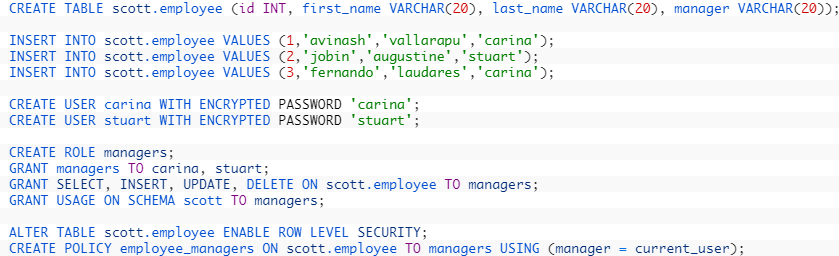 CREATE TABLE scott.employee (id INT, first_name VARCHAR(20), last_name VARCHAR(20), manager VARCHAR(20));
INSERT INTO scott.employee VALUES (1,'avinash','vallarapu','carina');
INSERT INTO scott.employee VALUES (2,'jobin','augustine','stuart');
INSERT INTO scott.employee VALUES (3,'fernando','laudares','carina');
CREATE USER carina WITH ENCRYPTED PASSWORD 'carina';
CREATE USER stuart WITH ENCRYPTED PASSWORD 'stuart';
CREATE ROLE managers;
GRANT managers TO carina, stuart;
GRANT SELECT, INSERT, UPDATE, DELETE ON scott.employee TO managers;
GRANT USAGE ON SCHEMA scott TO managers;
ALTER TABLE scott.employee ENABLE ROW LEVEL SECURITY;
CREATE POLICY employee_managers ON scott.employee TO managers USING (manager = current_user);